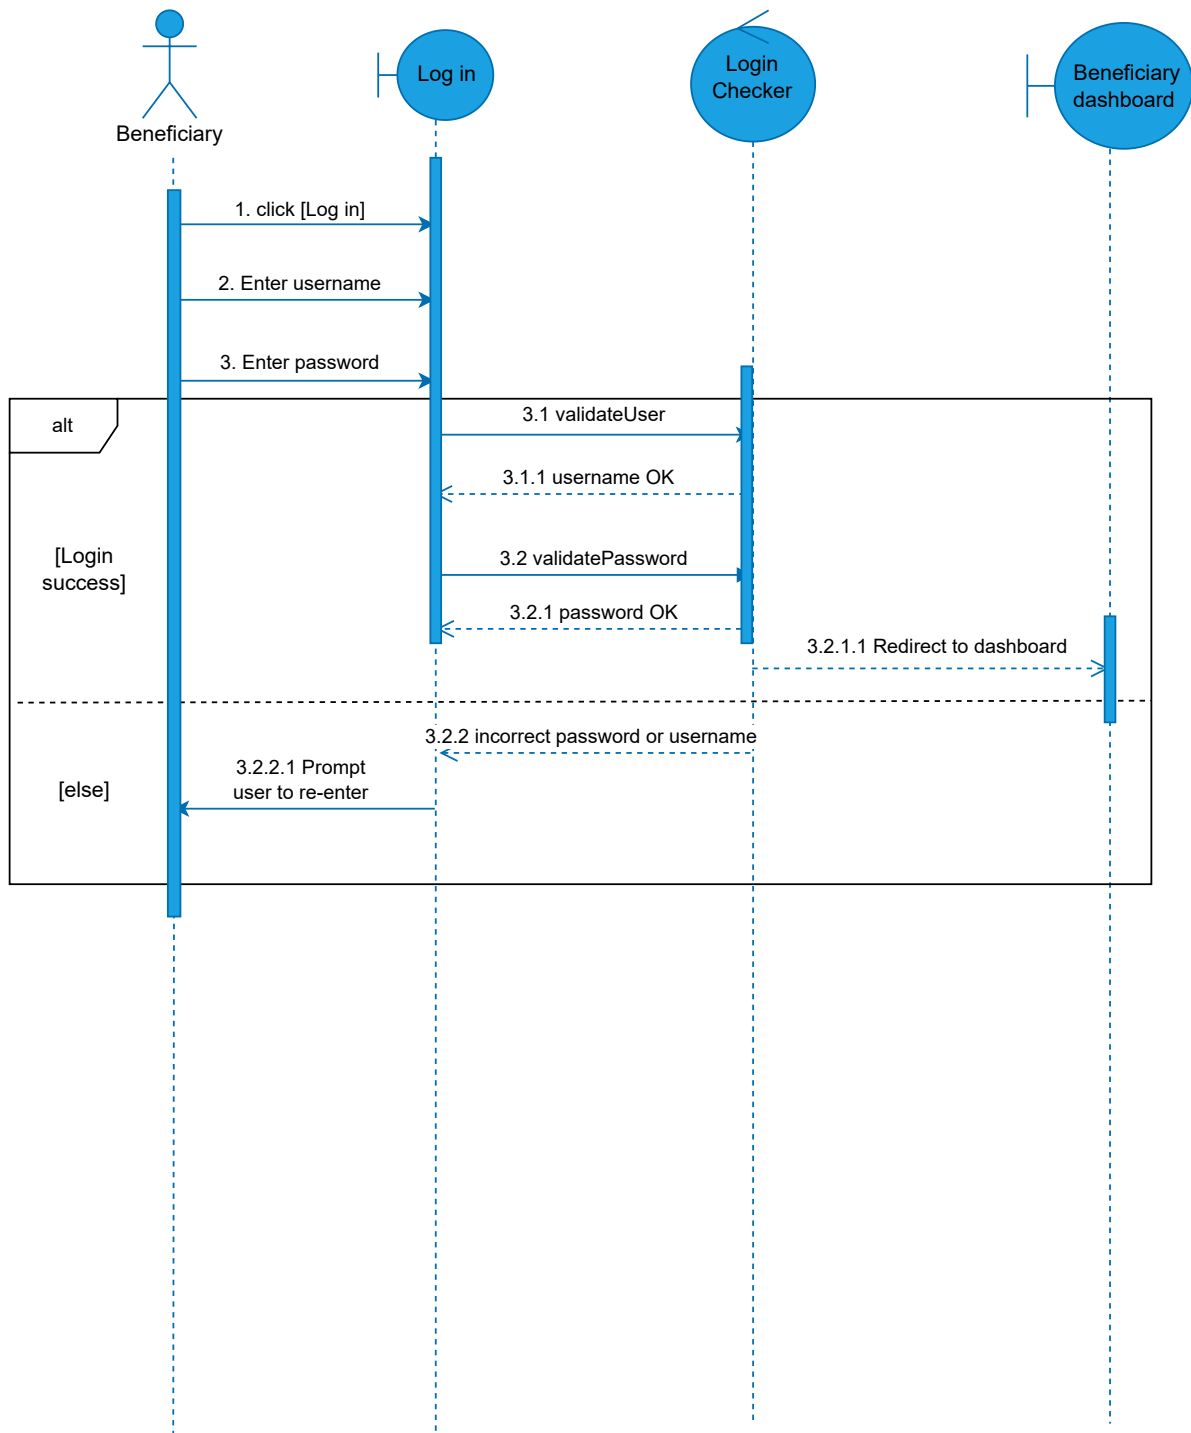 Beneficiary
Log in
Login
Checker
Beneficiary
dashboard
1. click [Log in]
2. Enter username
3. Enter password
alt
3.1 validateUser
3.1.1 username OK
[Login
success]
3.2 validatePassword
3.2.1 password OK
3.2.1.1 Redirect to dashboard
3.2.2 incorrect password or username
[else]
3.2.2.1 Prompt
user to re-enter